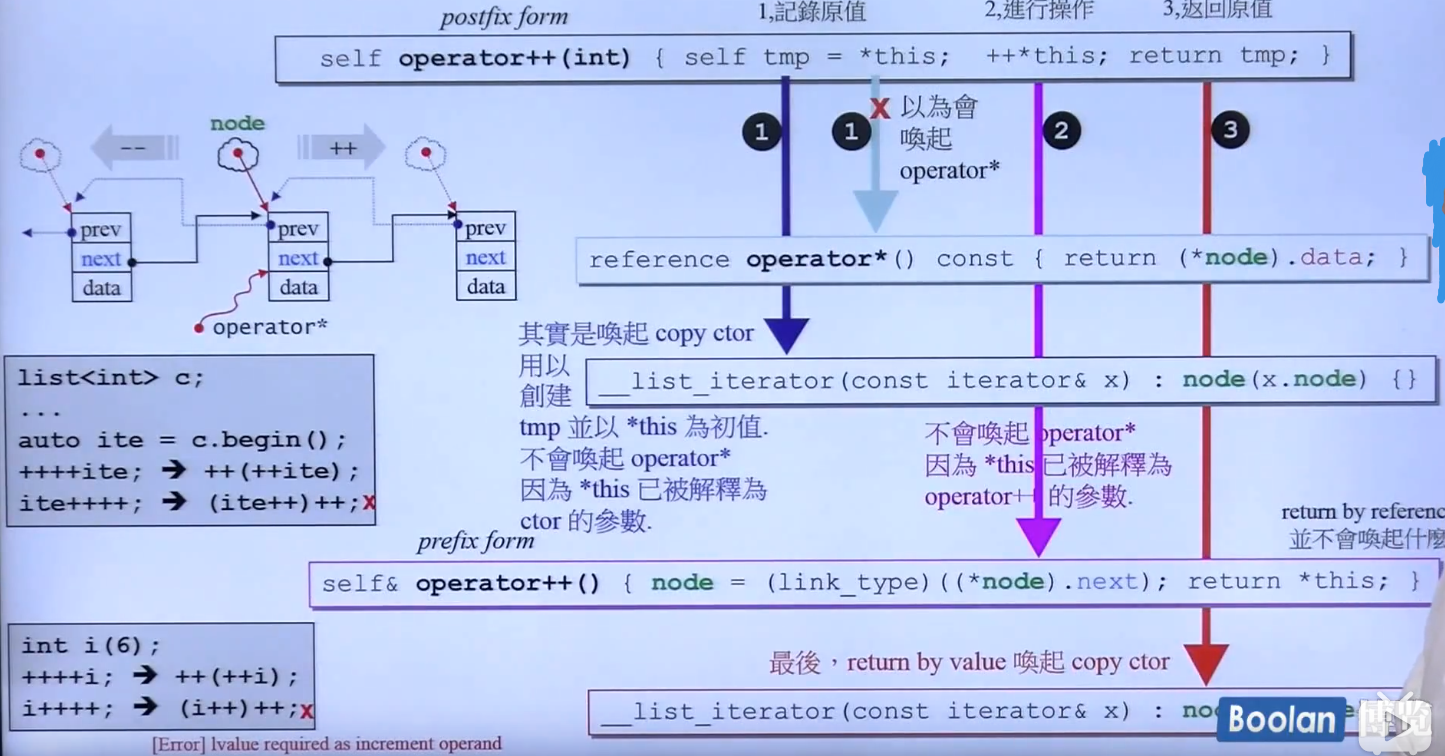 postfix form
1,記錄原值
2,進行操作
3,返回原值
self operator++(int) { self tmp = *this; ++*this; return tmp; }
1
1
x 以為會
喚起
operator*
2
3
node
--
++
prev
next
data
prev
next
data
prev
next
data
operator*
reference operator*() const { return (*node).data; }
其實是喚起 copy ctor
用以
創建
tmp 並以 *this 為初值.
不會喚起 operator*
因為 *this 已被解釋為
ctor 的參數.
__list_iterator(const iterator& x) : node(x.node) {}
不會喚起 operator*
因為 *this 已被解釋為
operator++ 的參數.
list<int> c;
...
auto ite = c.begin();
++++ite; → ++(++ite);
ite++++; → (ite++)++;x
return by referenc
並不會喚起什麼
prefix form
self& operator++() { node = (link_type)((*node).next); return *this; }
int i(6);
++++i; → ++(++i);
i++++; → (i++)++;x
[Error] lvalue required as increment operand
最後，return by value 喚起 copy ctor
__list_iterator(const iterator& x) :
Boolan
博览